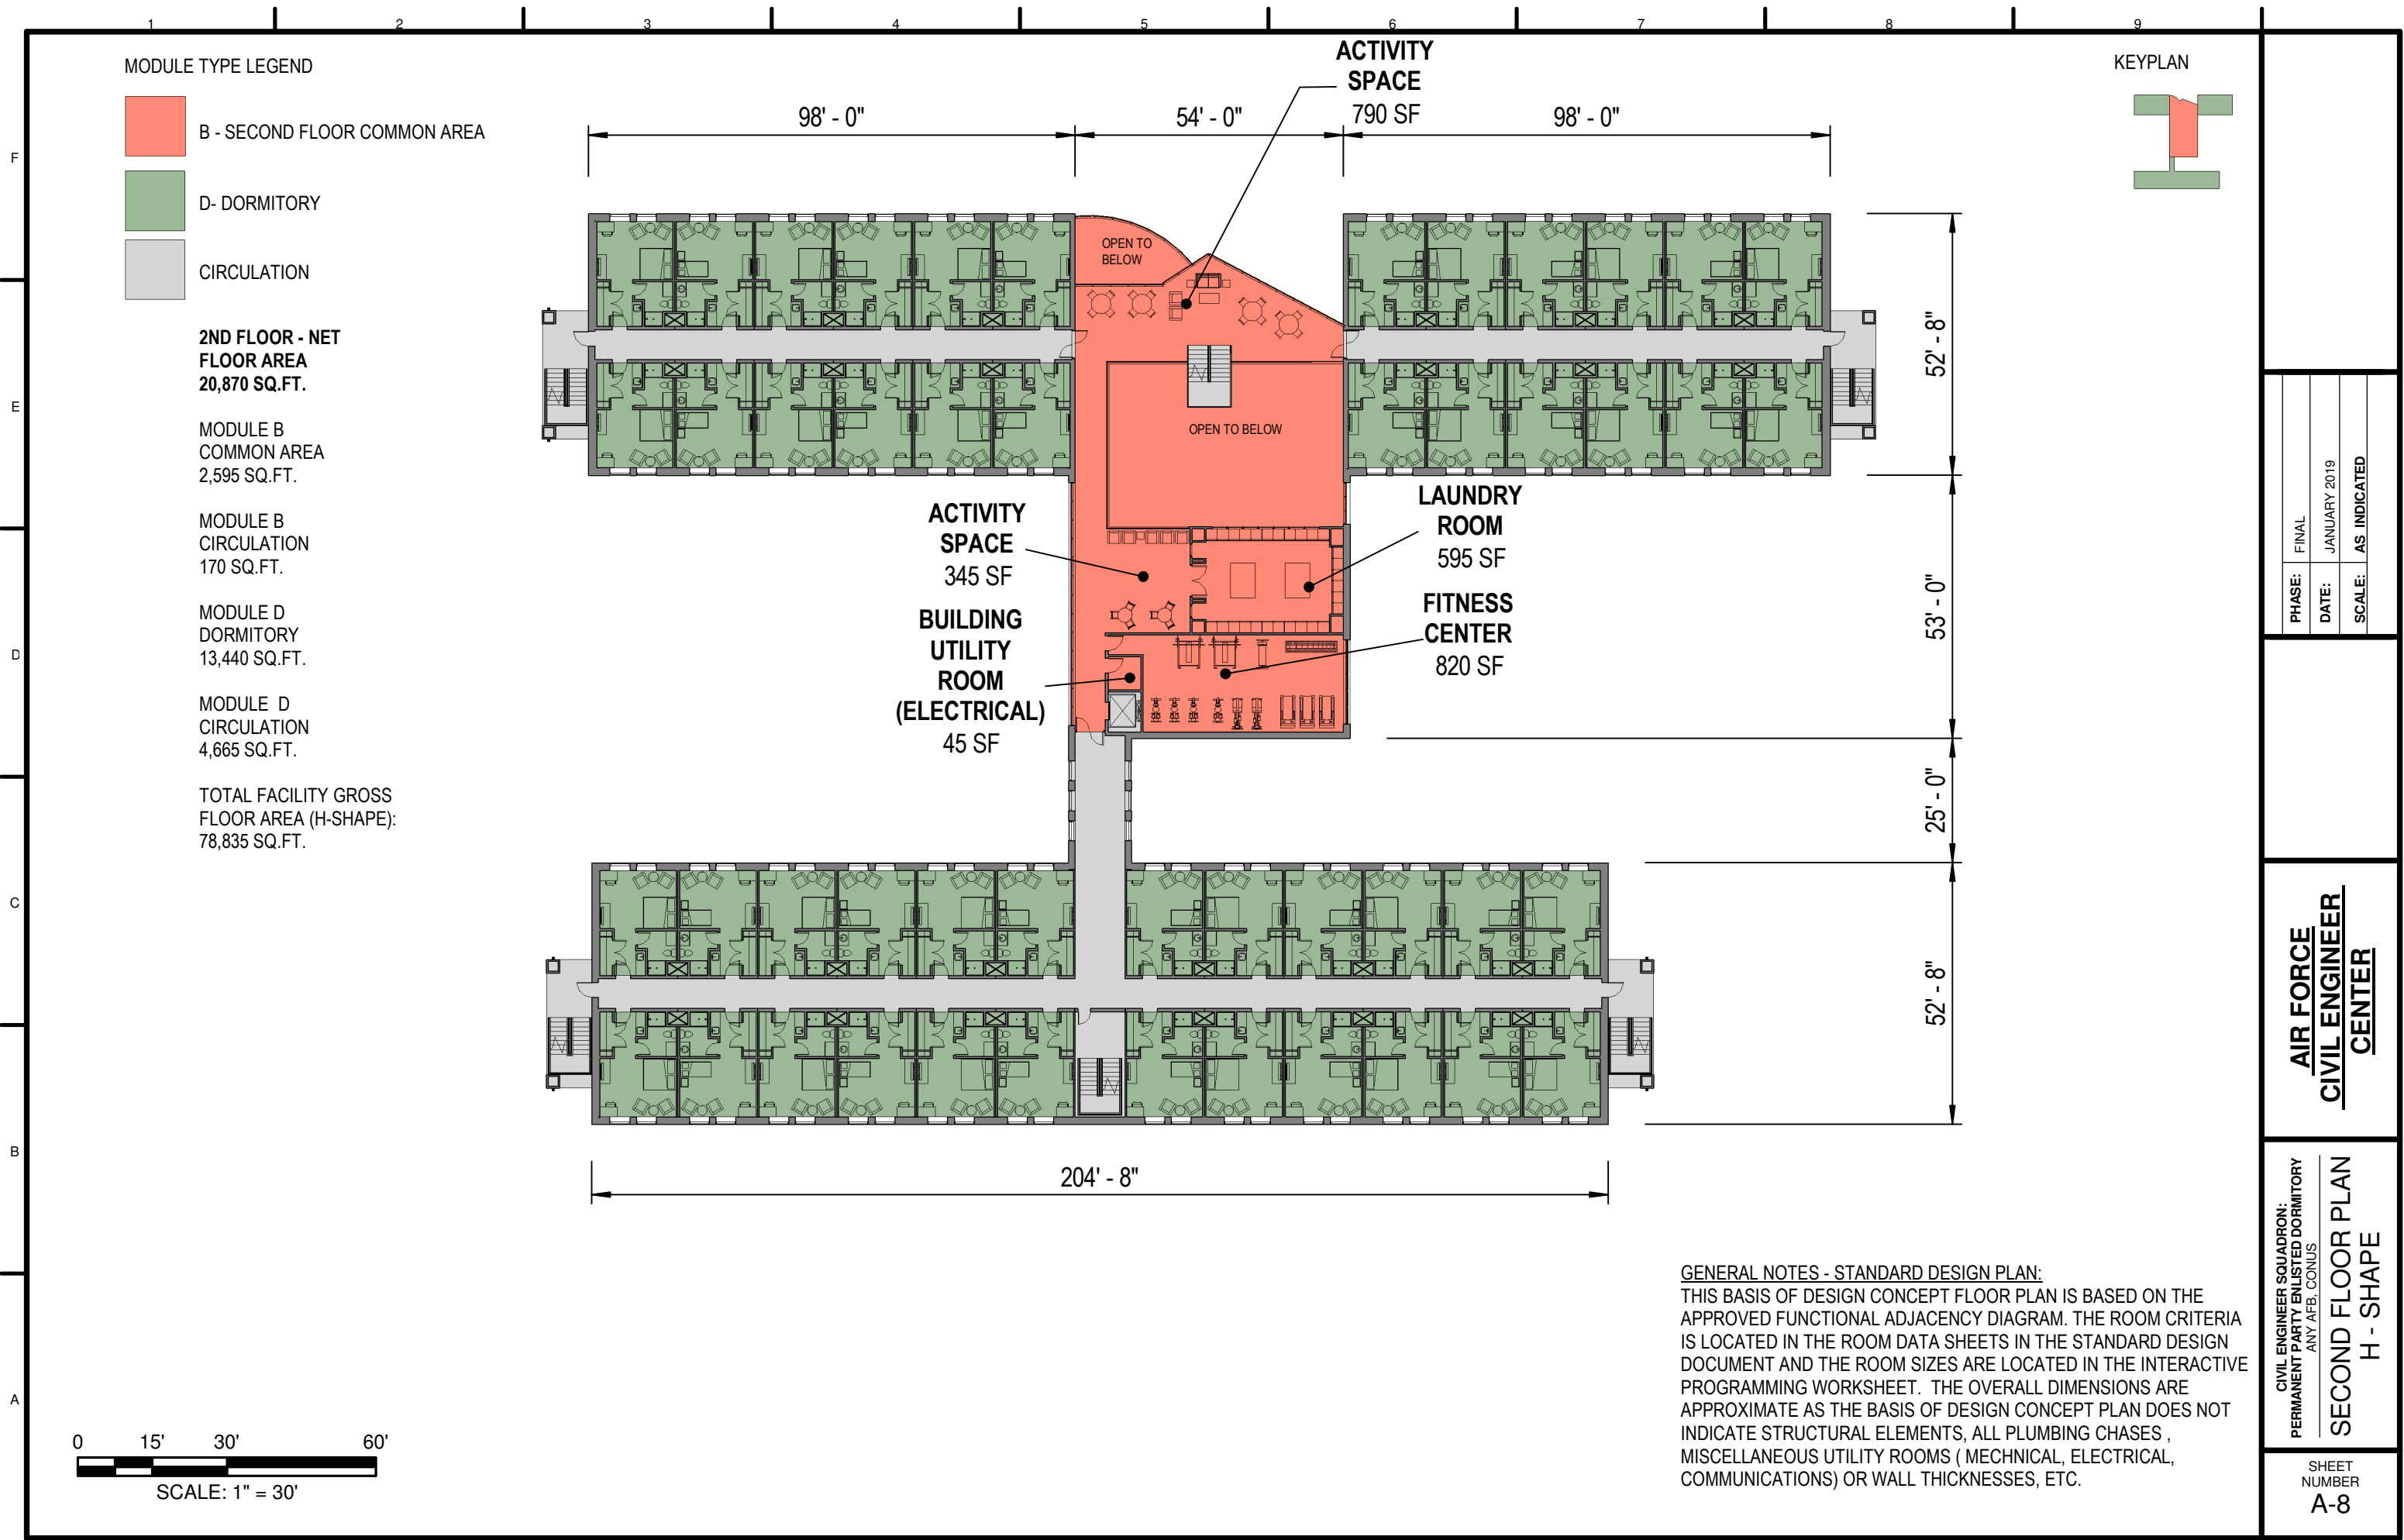 1 2 3 4 5 6 7 8 9
F
E
D
C
B
A
MODULE TYPE LEGEND
B - SECOND FLOOR COMMON AREA
D- DORMITORY
CIRCULATION
2ND FLOOR - NET
FLOOR AREA
20,870 SQ.FT.
MODULE B
COMMON AREA
2,595 SQ.FT.
MODULE B
CIRCULATION
170 SQ.FT.
MODULE D
DORMITORY
13,440 SQ.FT.
MODULE D
CIRCULATION
4,665 SQ.FT.
TOTAL FACILITY GROSS
FLOOR AREA (H-SHAPE):
78,835 SQ.FT.
98' - 0"
54' - 0"
98' - 0"
ACTIVITY
SPACE
790 SF
KEYPLAN
OPEN TO
BELOW
OPEN TO BELOW
52' - 8"
53' - 0"
25' - 0"
52' - 8"
ACTIVITY
SPACE
345 SF
LAUNDRY
ROOM
595 SF
BUILDING
UTILITY
ROOM
(ELECTRICAL)
45 SF
FITNESS
CENTER
820 SF
204' - 8"
0 15' 30' 60'
SCALE: 1" = 30'
GENERAL NOTES - STANDARD DESIGN PLAN:
THIS BASIS OF DESIGN CONCEPT FLOOR PLAN IS BASED ON THE
APPROVED FUNCTIONAL ADJACENCY DIAGRAM. THE ROOM CRITERIA
IS LOCATED IN THE ROOM DATA SHEETS IN THE STANDARD DESIGN
DOCUMENT AND THE ROOM SIZES ARE LOCATED IN THE INTERACTIVE
PROGRAMMING WORKSHEET. THE OVERALL DIMENSIONS ARE
APPROXIMATE AS THE BASIS OF DESIGN CONCEPT PLAN DOES NOT
INDICATE STRUCTURAL ELEMENTS, ALL PLUMBING CHASES ,
MISCELLANEOUS UTILITY ROOMS ( MECHNICAL, ELECTRICAL,
COMMUNICATIONS) OR WALL THICKNESSES, ETC.
PHASE: FINAL
DATE: JANUARY 2019
SCALE: AS INDICATED
AIR FORCE
CIVIL ENGINEER
CENTER
CIVIL ENGINEER SQUADRON:
PERMANENT PARTY ENLISTED DORMITORY
ANY AFB, CONUS
SECOND FLOOR PLAN
H - SHAPE
SHEET
NUMBER
A-8